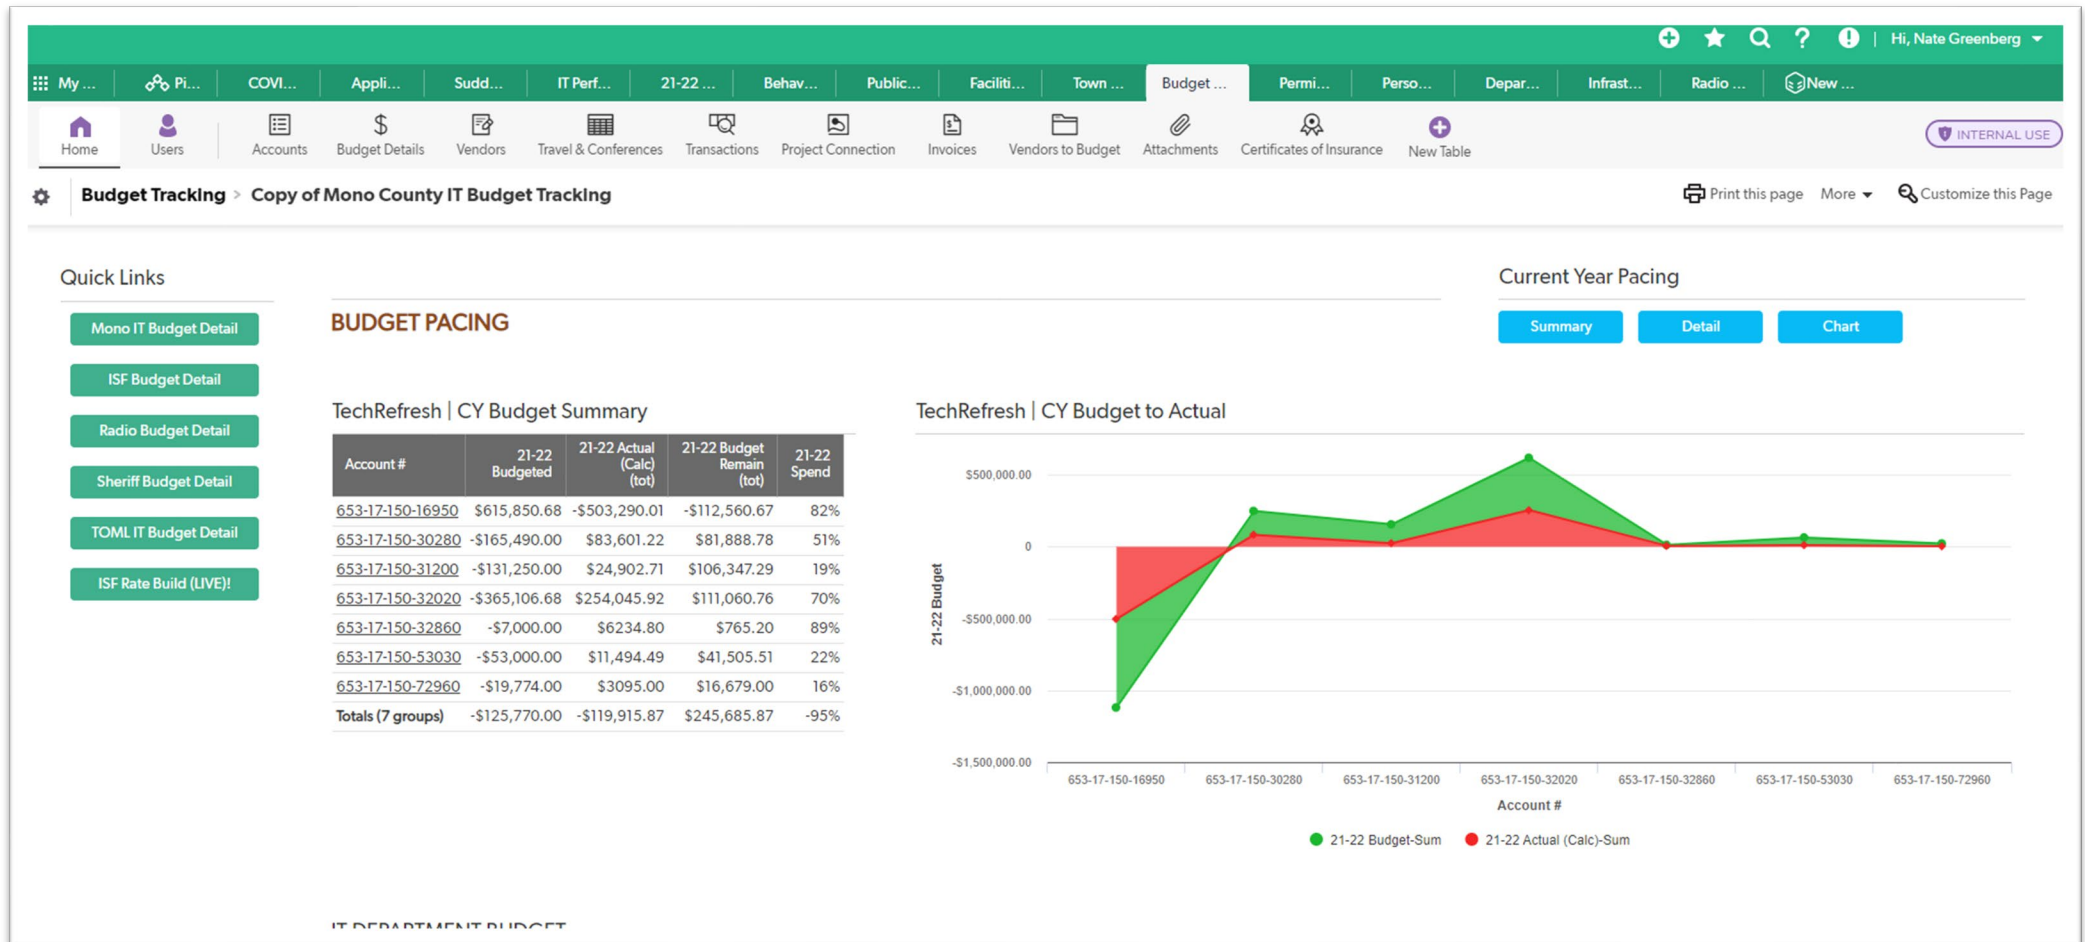 Hi, Nate Greenberg
My ... Pi... COVI... Appli... Sudd... IT Perf... 21-22 ... Behav... Public... Faciliti... Town ... Budget ... Permi... Perso... Depar... Infrast... Radio ... New ...
Home Users Accounts Budget Details Vendors Travel & Conferences Transactions Project Connection Invoices Vendors to Budget Attachments Certificates of Insurance New Table INTERNAL USE
Budget Tracking > Copy of Mono County IT Budget Tracking Print this page More Customize this Page
Quick Links
Mono IT Budget Detail
ISF Budget Detail
Radio Budget Detail
Sheriff Budget Detail
TOML IT Budget Detail
ISF Rate Build (LIVE)!
BUDGET PACING
Current Year Pacing
Summary Detail Chart
TechRefresh | CY Budget Summary
Account # 21-22 Budgeted 21-22 Actual (Calc) (tot) 21-22 Budget Remain (tot) 21-22 Spend
653-17-150-16950 $615,850.68 -$503,290.01 -$112,560.67 82%
653-17-150-30280 -$165,490.00 $83,601.22 $81,888.78 51%
653-17-150-31200 -$131,250.00 $24,902.71 $106,347.29 19%
653-17-150-32020 -$365,106.68 $254,045.92 $111,060.76 70%
653-17-150-32860 -$7,000.00 $6234.80 $765.20 89%
653-17-150-53030 -$53,000.00 $11,494.49 $41,505.51 22%
653-17-150-72960 -$19,774.00 $3095.00 $16,679.00 16%
Totals (7 groups) -$125,770.00 -$119,915.87 $245,685.87 -95%
TechRefresh | CY Budget to Actual
$500,000.00
0
-$500,000.00
-$1,000,000.00
-$1,500,000.00
21-22 Budget
653-17-150-16950 653-17-150-30280 653-17-150-31200 653-17-150-32020 653-17-150-32860 653-17-150-53030 653-17-150-72960
Account #
21-22 Budget-Sum 21-22 Actual (Calc)-Sum
IT DEPARTMENT BUDGET